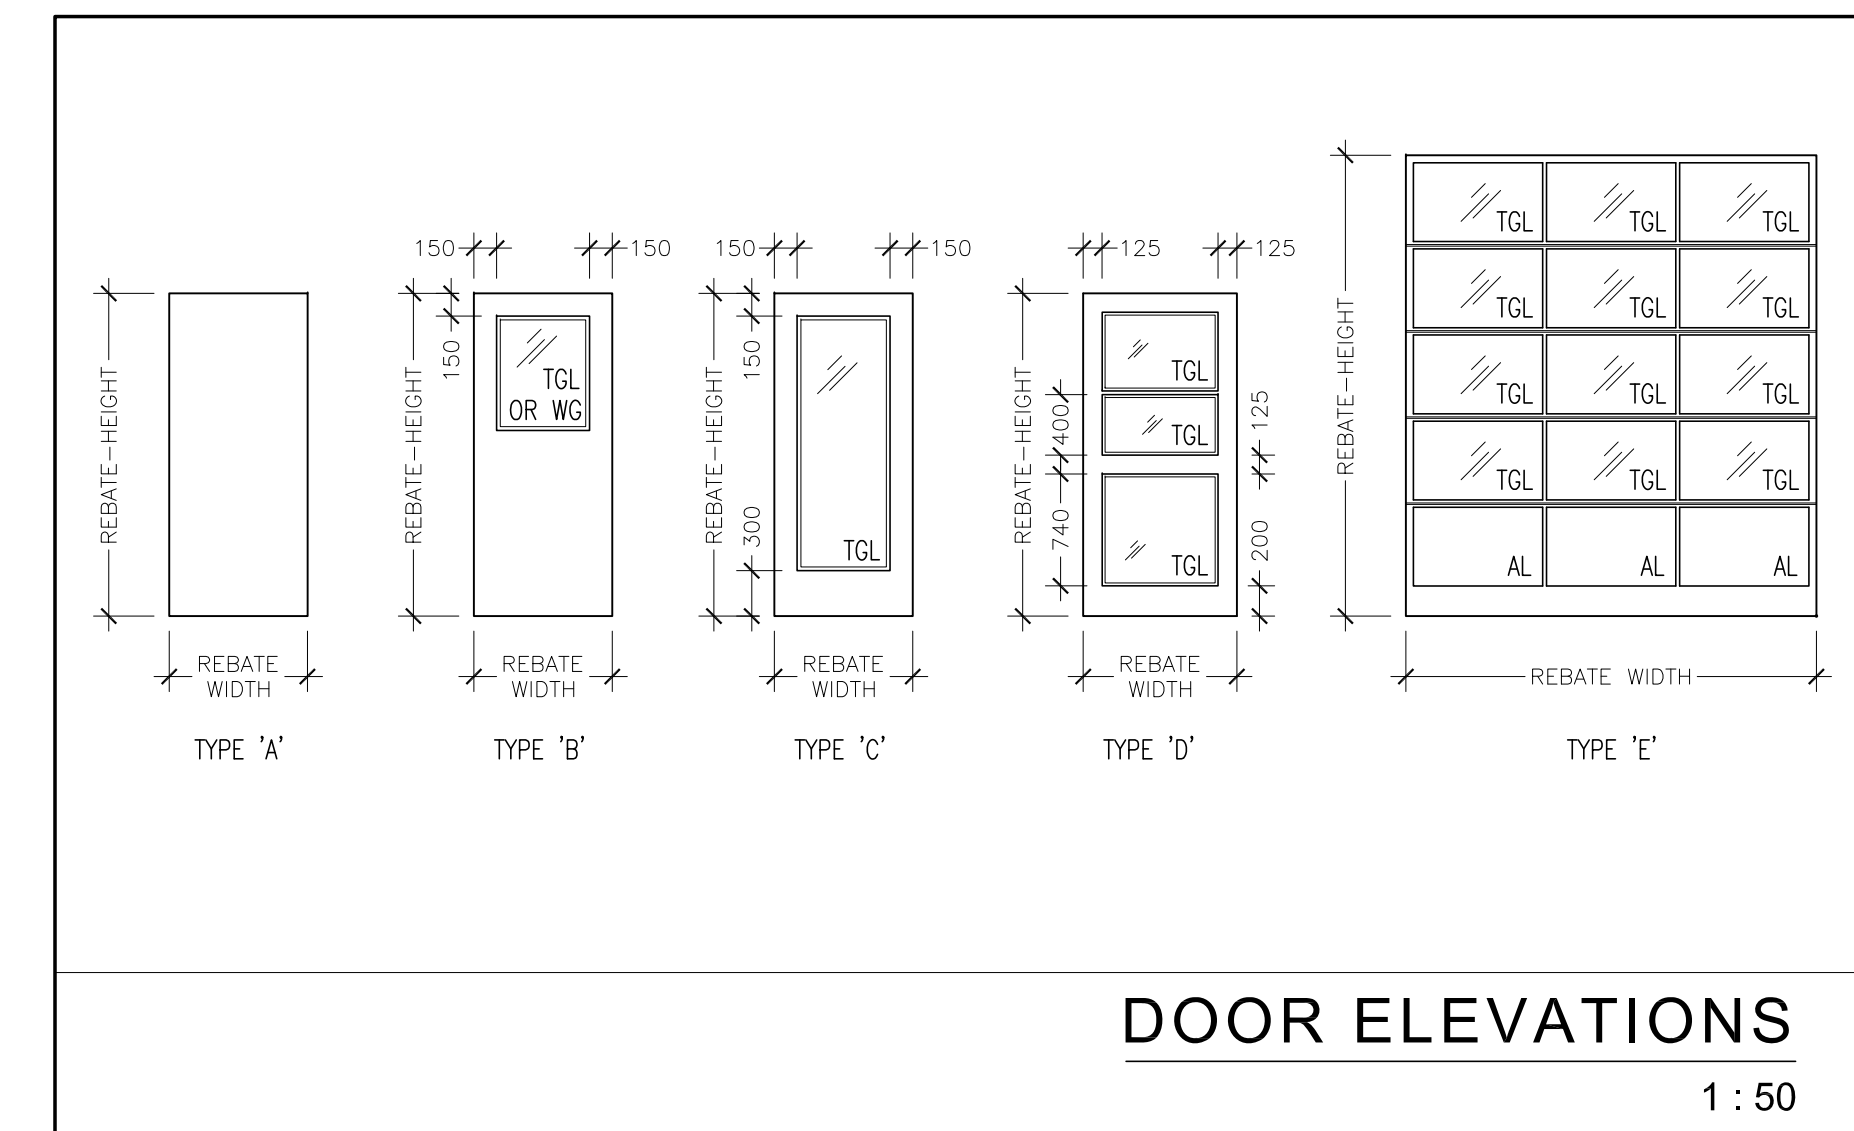 150 150
150 150
125 125
REBATE-HEIGHT
REBATE
WIDTH
TYPE 'A'
REBATE-HEIGHT
150
TGL
OR WG
REBATE
WIDTH
TYPE 'B'
REBATE-HEIGHT
150
300
TGL
REBATE
WIDTH
TYPE 'C'
REBATE-HEIGHT
400
740
TGL
TGL
TGL
125
200
REBATE
WIDTH
TYPE 'D'
REBATE-HEIGHT
TGL TGL TGL
TGL TGL TGL
TGL TGL TGL
TGL TGL TGL
AL AL AL
REBATE WIDTH
TYPE 'E'
DOOR ELEVATIONS
1 : 50